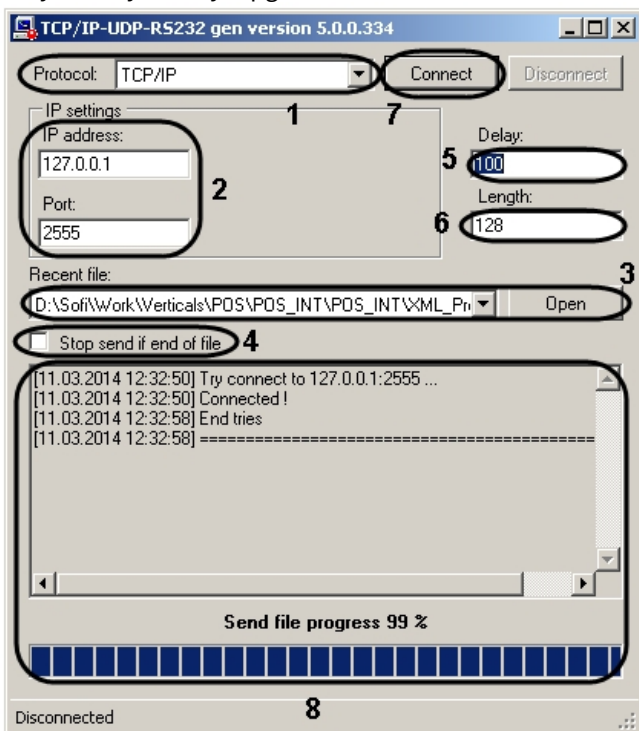 TCP/IP-UDP-RS232 gen version 5.0.0.334
Protocol: TCP/IP Connect Disconnect
1 7
IP settings
IP address: Delay:
127.0.0.1 5 100
2
Port: Length:
2555 6 128
Recent file: 3
D:\Sofi\Work\Verticals\POS\POS_INT\POS_INT\XML_Pr Open
Stop send if end of file 4
[11.03.2014 12:32:50] Try connect to 127.0.0.1:2555 ...
[11.03.2014 12:32:50] Connected !
[11.03.2014 12:32:58] End tries
[11.03.2014 12:32:58] ===========================================
Send file progress 99 %
8
Disconnected